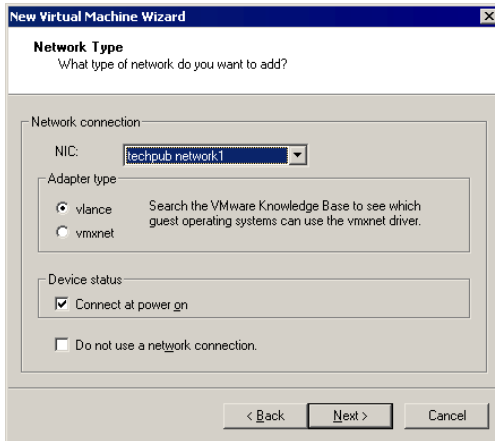 New Virtual Machine Wizard
Network Type
What type of network do you want to add?
Network connection
NIC: techpub network1
Adapter type
vlance
vmxnet
Search the VMware Knowledge Base to see which
guest operating systems can use the vmxnet driver.
Device status
Connect at power on
Do not use a network connection.
< Back Next > Cancel